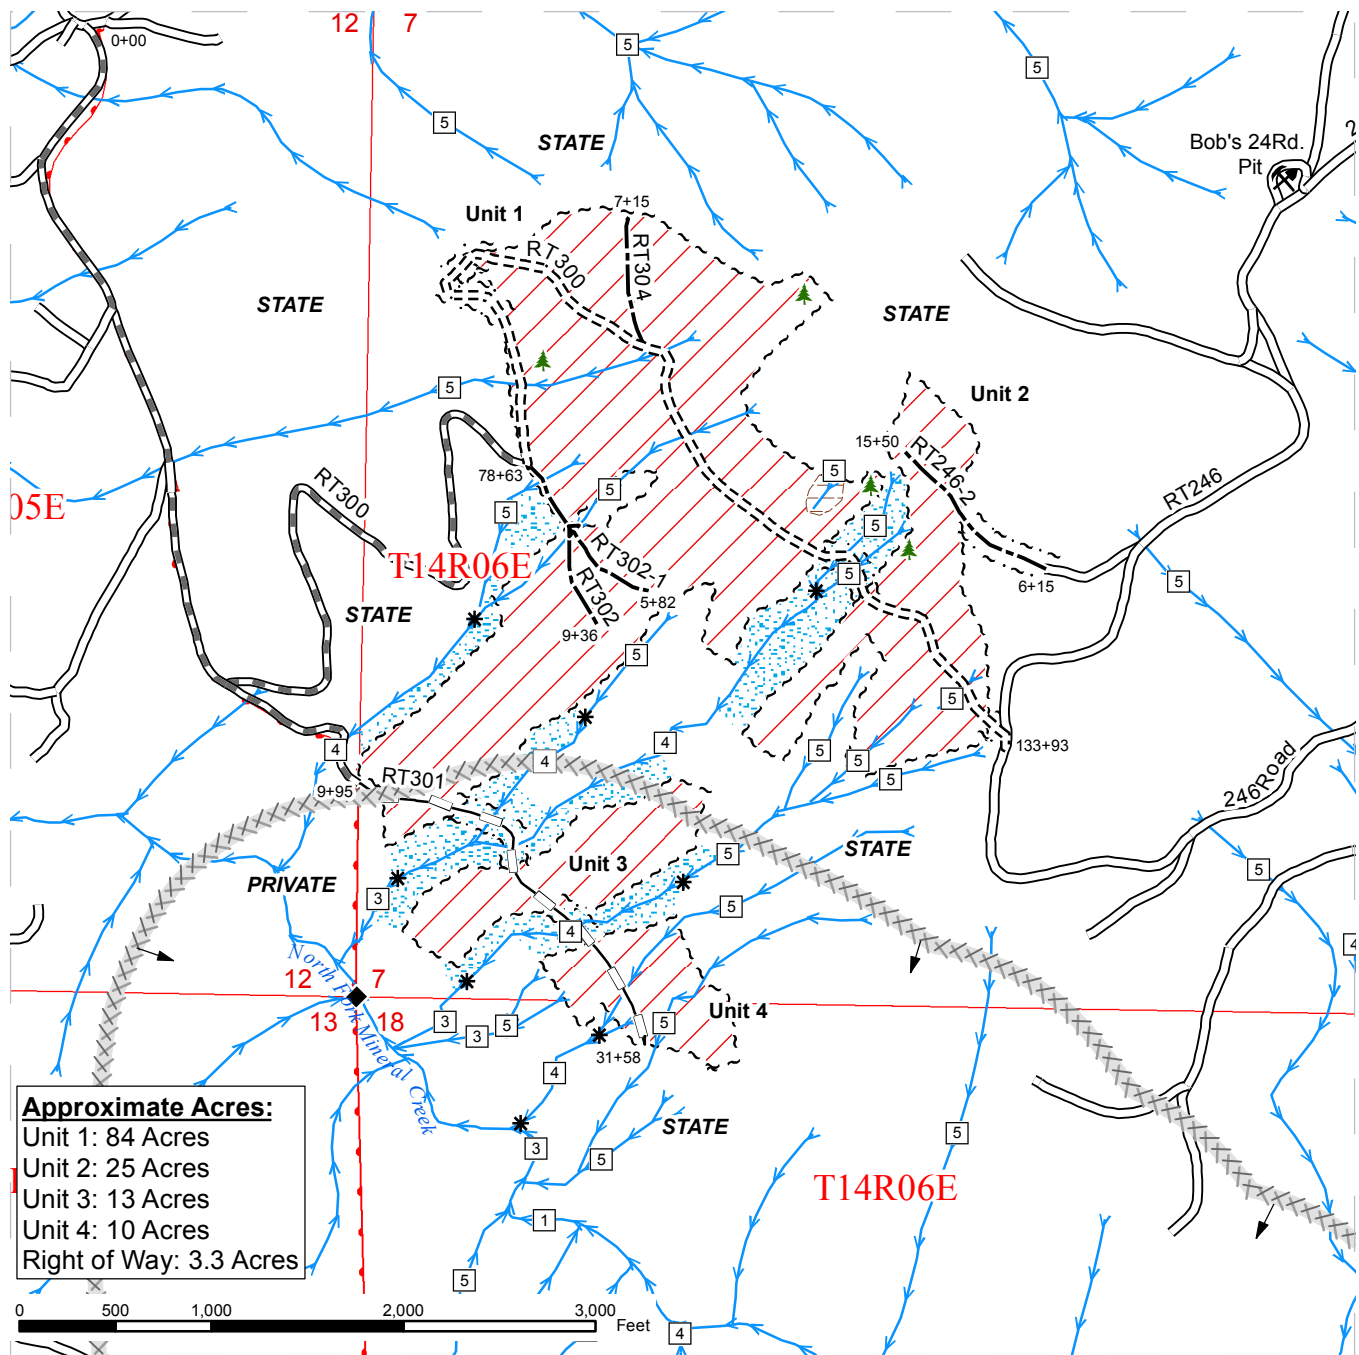 12 7
0+00
5
5
5
5
STATE
Bob's 24Rd.
Pit
Unit 1
7+15
RT300
RT304
STATE
STATE
5
Unit 2
15+50
RT246-2
RT246
78+63
RT300
5
5
5
5
05E
T14R06E
RT302-1
RT302
5+82
9+36
5
6+15
5
STATE
5
5
4
4
5
5
5
133+93
4
RT301
9+95
246Road
Unit 3
5
STATE
5
PRIVATE
3
5
4
4
North Fork Mineral Creek
12 7
13 18
3
3
5
5
Unit 4
31+58
4
5
3
5
STATE
T14R06E
1
5
4
Approximate Acres:
Unit 1: 84 Acres
Unit 2: 25 Acres
Unit 3: 13 Acres
Unit 4: 10 Acres
Right of Way: 3.3 Acres
0 500 1,000 2,000 3,000
Feet